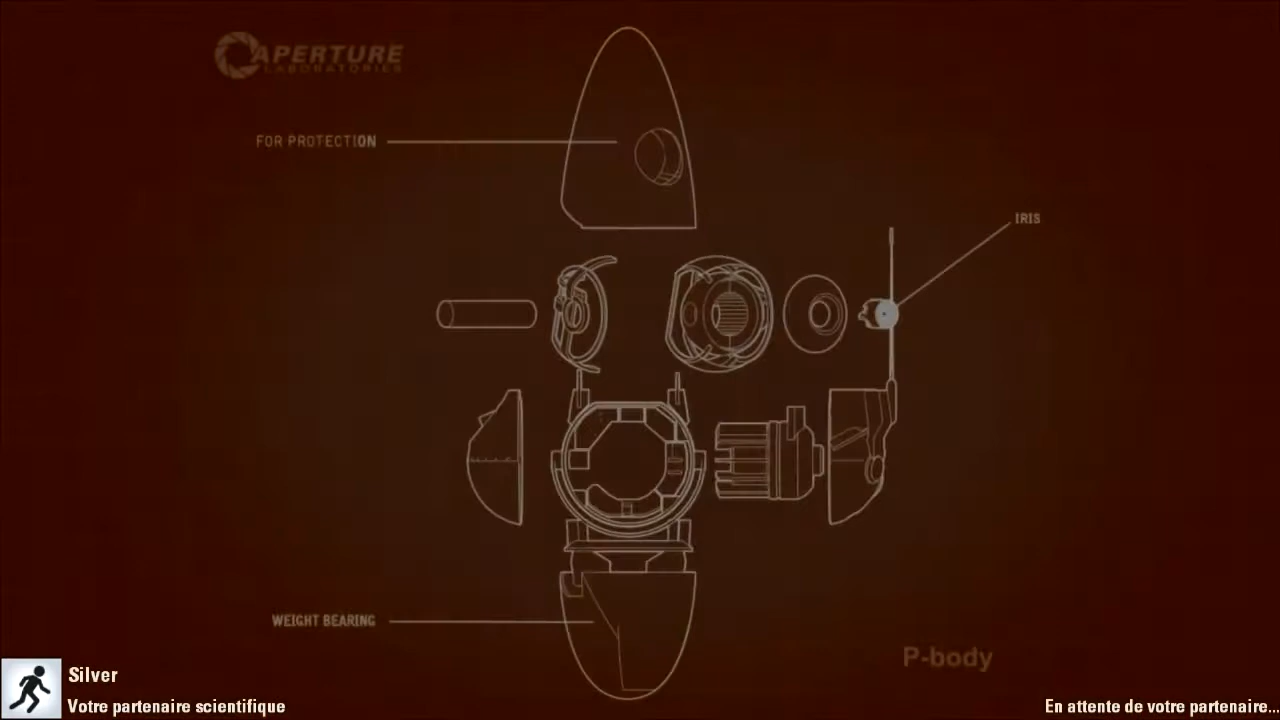 APERTURE
LABORATORIES
FOR PROTECTION
IRIS
WEIGHT BEARING
P-body
Silver
Votre partenaire scientifique
En attente de votre partenaire...